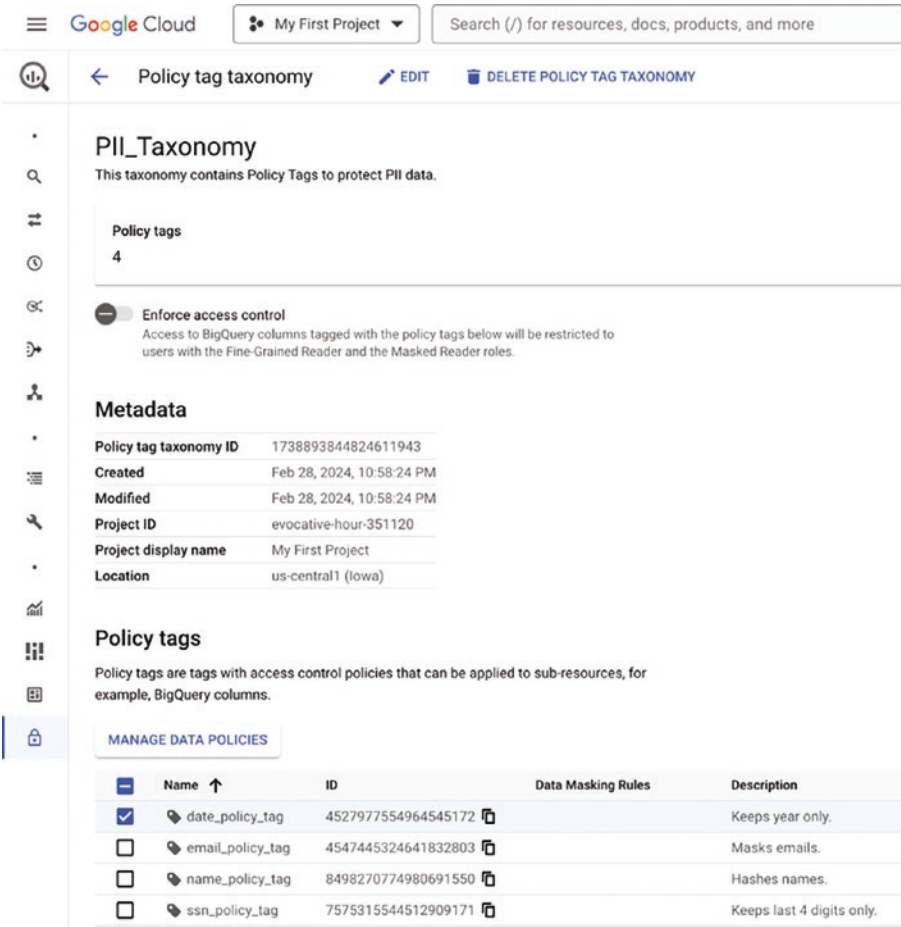 Google Cloud My First Project Search (/) for resources, docs, products, and more
Policy tag taxonomy EDIT DELETE POLICY TAG TAXONOMY
PII_Taxonomy
This taxonomy contains Policy Tags to protect PII data.
Policy tags
4
Enforce access control
Access to BigQuery columns tagged with the policy tags below will be restricted to
users with the Fine-Grained Reader and the Masked Reader roles.
Metadata
Policy tag taxonomy ID 1738893844824611943
Created Feb 28, 2024, 10:58:24 PM
Modified Feb 28, 2024, 10:58:24 PM
Project ID evocative-hour-351120
Project display name My First Project
Location us-central1 (Iowa)
Policy tags
Policy tags are tags with access control policies that can be applied to sub-resources, for
example, BigQuery columns.
MANAGE DATA POLICIES
Name ID Data Masking Rules Description
date_policy_tag 4527977554964545172 Keeps year only.
email_policy_tag 4547445324641832803 Masks emails.
name_policy_tag 8498270774980691550 Hashes names.
ssn_policy_tag 7575315544512909171 Keeps last 4 digits only.